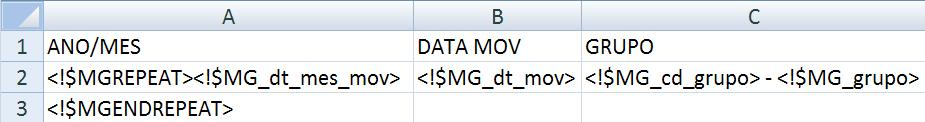 A B C
1 ANO/MES DATA MOV GRUPO
2 <!$MGREPEAT><!$MG_dt_mes_mov> <!$MG_dt_mov> <!$MG_cd_grupo> - <!$MG_grupo>
3 <!$MGENDREPEAT>